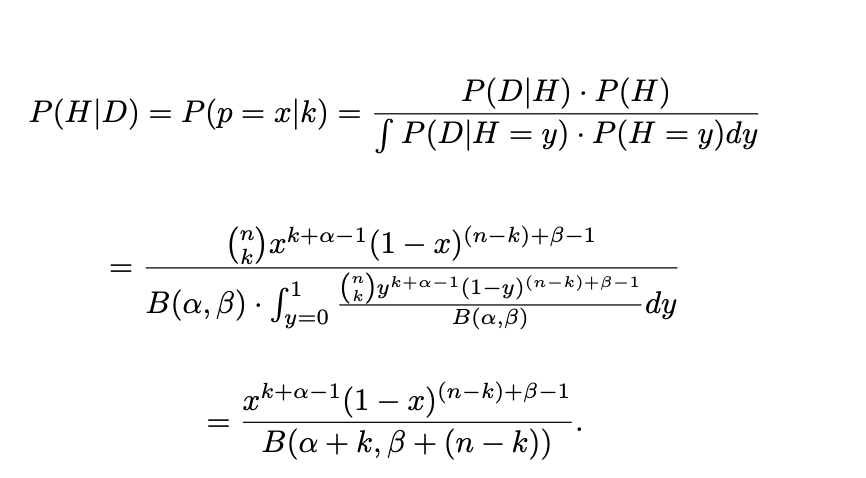 P(H|D) = P(p = x|k) = \frac{P(D|H) \cdot P(H)}{\int P(D|H = y) \cdot P(H = y)dy}
= \frac{\binom{n}{k} x^{k+\alpha-1}(1 - x)^{(n-k)+\beta-1}}{B(\alpha, \beta) \cdot \int_{y=0}^{1} \frac{\binom{n}{k} y^{k+\alpha-1}(1-y)^{(n-k)+\beta-1}}{B(\alpha,\beta)} dy}
= \frac{x^{k+\alpha-1}(1 - x)^{(n-k)+\beta-1}}{B(\alpha + k, \beta + (n - k))}.